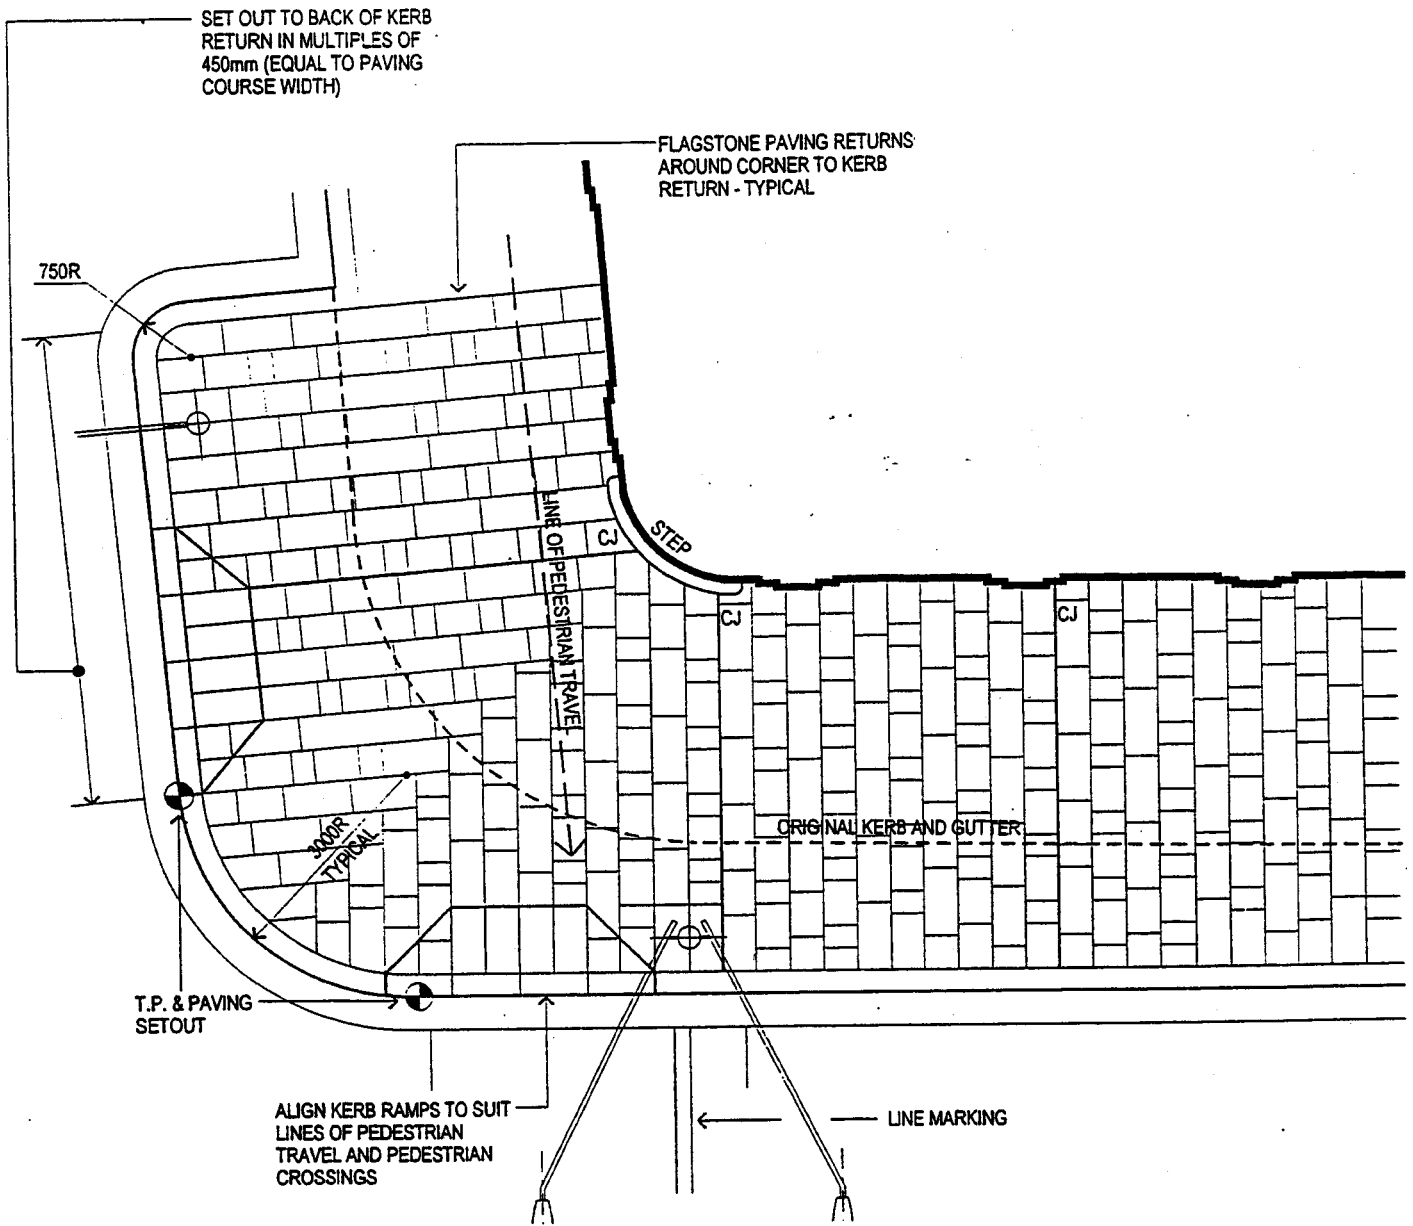 SET OUT TO BACK OF KERB
RETURN IN MULTIPLES OF
450mm (EQUAL TO PAVING
COURSE WIDTH)
FLAGSTONE PAVING RETURNS
AROUND CORNER TO KERB
RETURN - TYPICAL
750R
LINE OF PEDESTRIAN TRAVEL
STEP
CJ
CJ
CJ
ORIGINAL KERB AND GUTTER
3000R
TYPICAL
T.P. & PAVING
SETOUT
ALIGN KERB RAMPS TO SUIT
LINES OF PEDESTRIAN
TRAVEL AND PEDESTRIAN
CROSSINGS
LINE MARKING